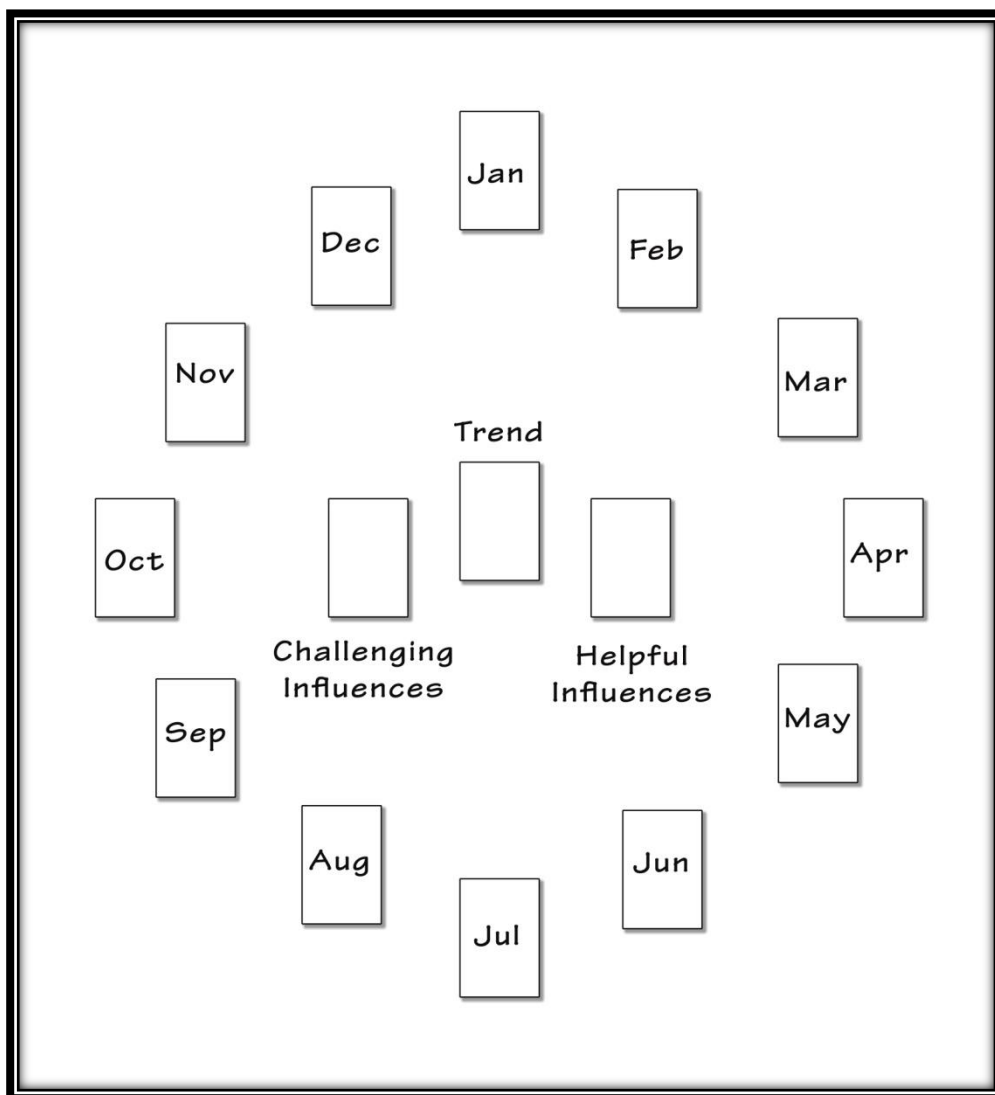 Jan
Dec
Feb
Nov
Mar
Trend
Oct
Apr
Challenging
Influences
Helpful
Influences
Sep
May
Aug
Jun
Jul